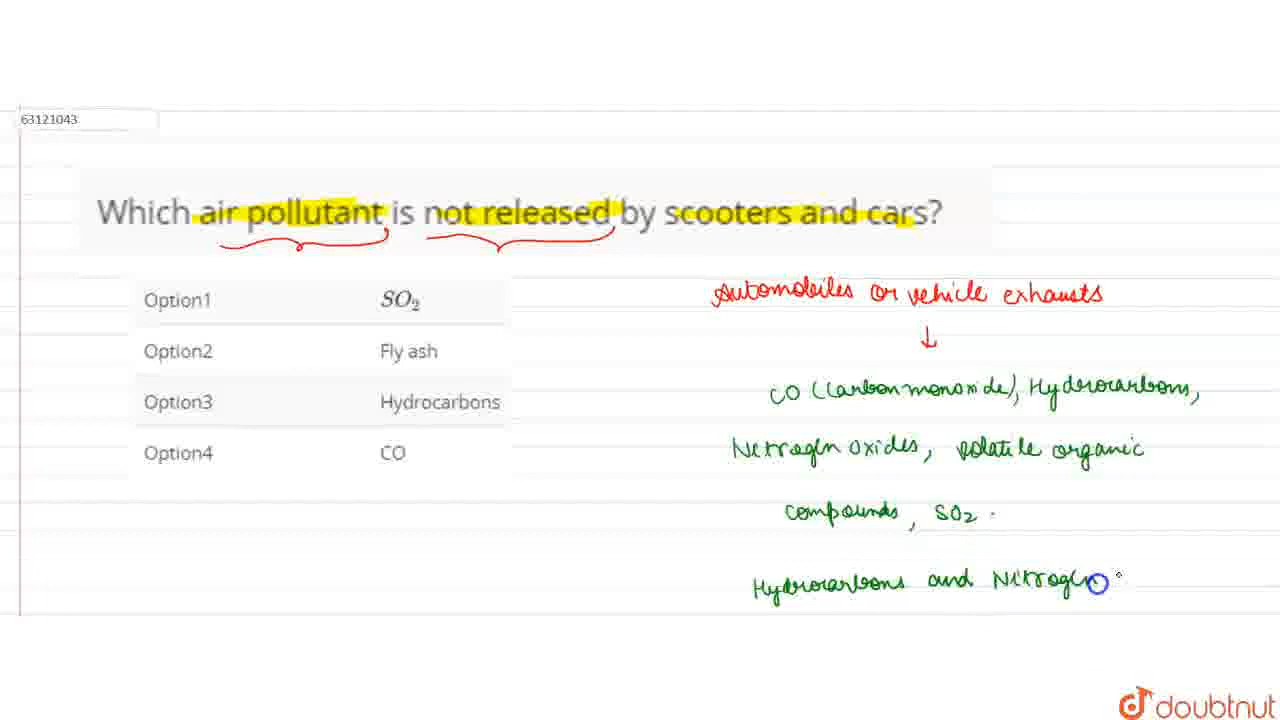 63121043
Which air pollutant is not released by scooters and cars?
Option1 SO2
Option2 Fly ash
Option3 Hydrocarbons
Option4 CO
Automobiles or vehicle exhausts
↓
CO (Carbon monoxide), Hydrocarbons,
Nitrogen oxides, volatile organic
compounds, SO2.
Hydrocarbons and Nitrogen
doubtnut